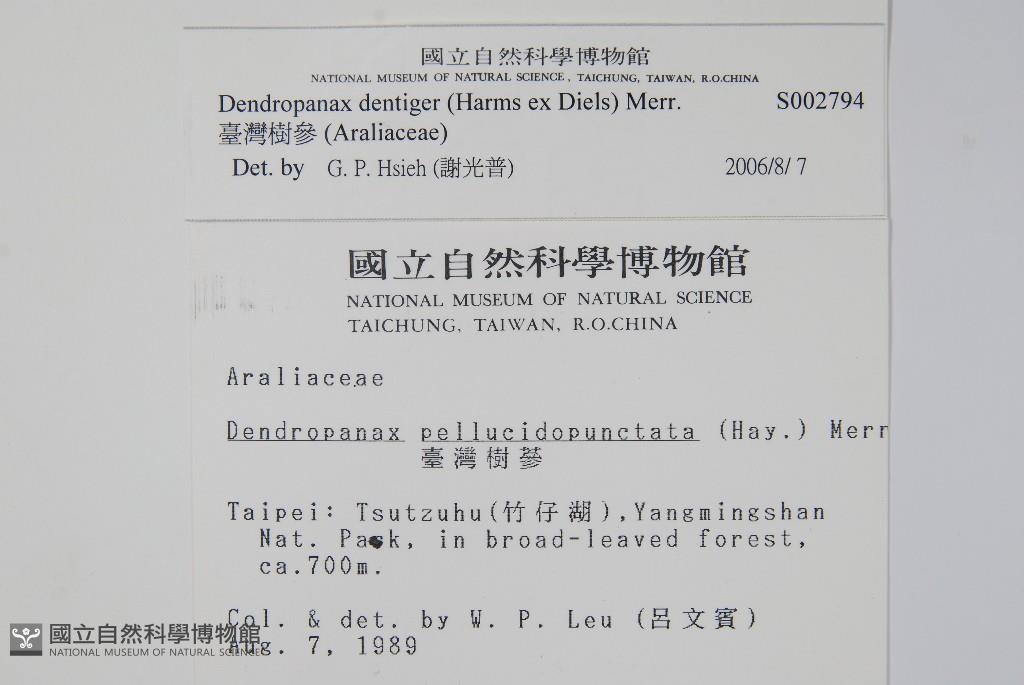 國立自然科學博物館
NATIONAL MUSEUM OF NATURAL SCIENCE, TAICHUNG, TAIWAN, R.O.CHINA
Dendropanax dentiger (Harms ex Diels) Merr. S002794
臺灣樹參 (Araliaceae)
Det. by G. P. Hsieh (謝光普) 2006/8/ 7
國立自然科學博物館
NATIONAL MUSEUM OF NATURAL SCIENCE
TAICHUNG, TAIWAN, R.O.CHINA
Araliaceae
Dendropanax pellucidopunctata (Hay.) Merr
臺灣樹蔘
Taipei: Tsutzuhu(竹仔湖),Yangmingshan
Nat. Park, in broad-leaved forest,
ca.700m.
Col. & det. by W. P. Leu (呂文賓)
Aug. 7, 1989
國立自然科學博物館
NATIONAL MUSEUM OF NATURAL SCIENCE